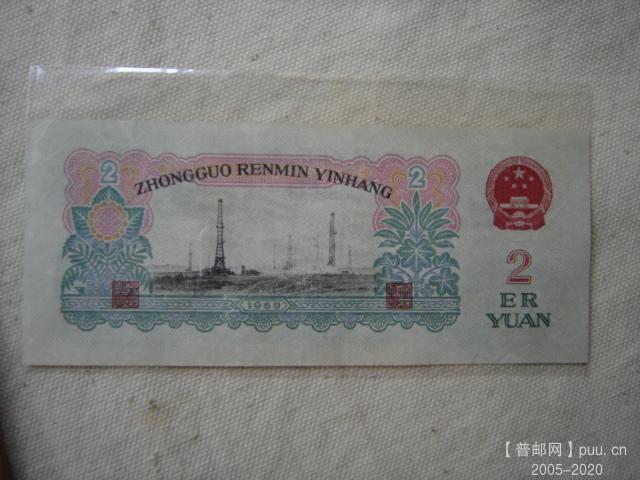 2
ZHONGGUO RENMIN YINHANG
2
1960
2
ER
YUAN
【普邮网】puu.cn
2005-2020